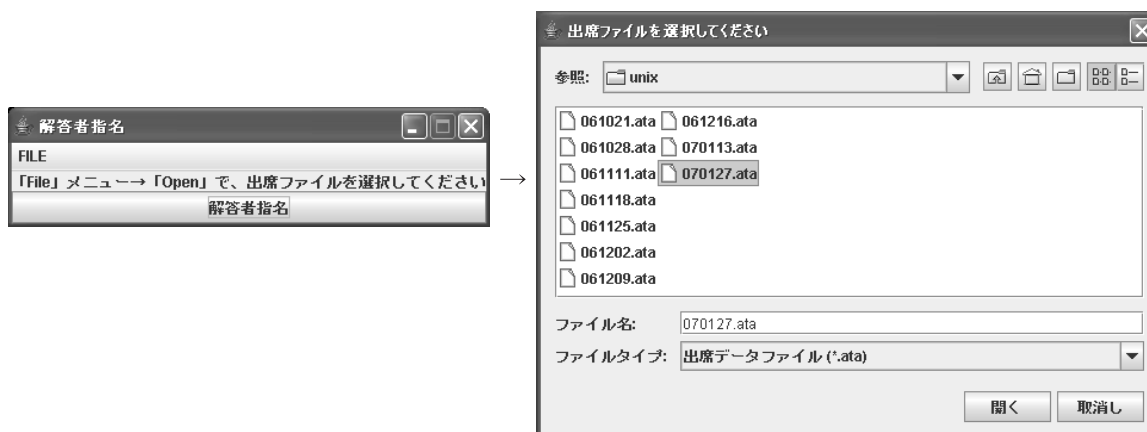 解答者指名
FILE
「File」メニュー→「Open」で、出席ファイルを選択してください
解答者指名
→
出席ファイルを選択してください
参照: unix
061021.ata 061216.ata
061028.ata 070113.ata
061111.ata 070127.ata
061118.ata
061125.ata
061202.ata
061209.ata
ファイル名: 070127.ata
ファイルタイプ: 出席データファイル (*.ata)
開く 取消し